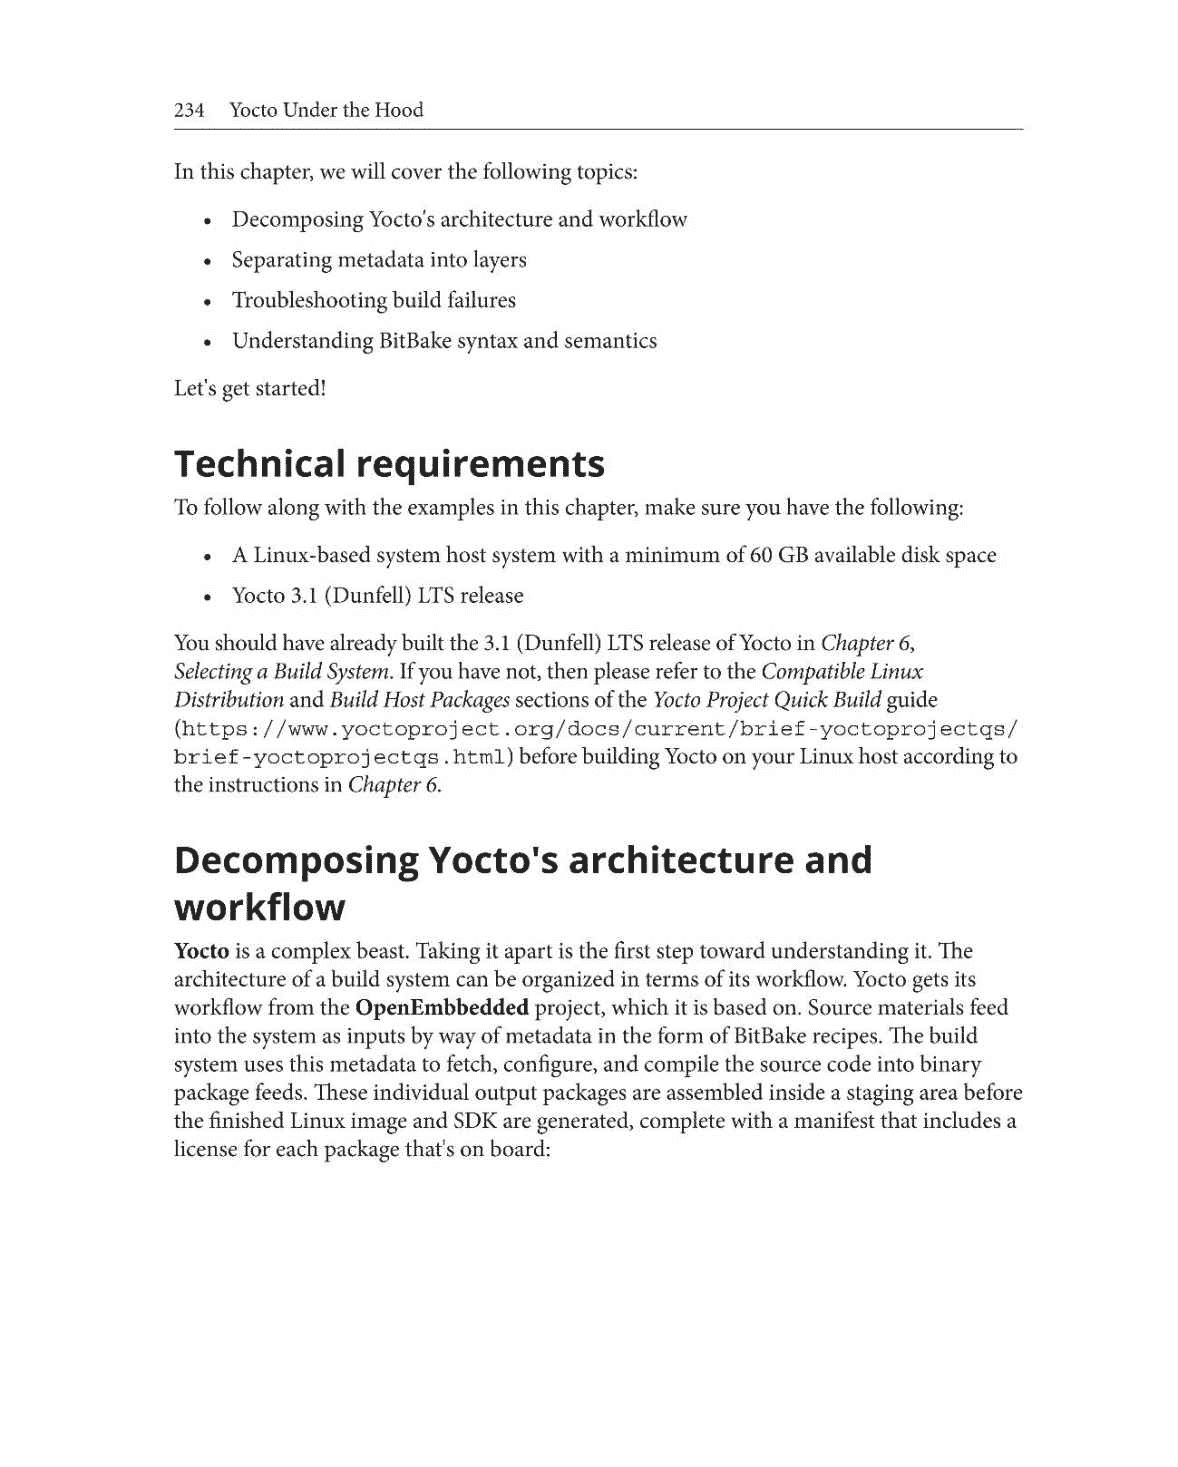 234 Yocto Under the Hood
In this chapter, we will cover the following topics:
• Decomposing Yocto's architecture and workflow
• Separating metadata into layers
• Troubleshooting build failures
• Understanding BitBake syntax and semantics
Let's get started!
Technical requirements
To follow along with the examples in this chapter, make sure you have the following:
• A Linux-based system host system with a minimum of 60 GB available disk space
• Yocto 3.1 (Dunfell) LTS release
You should have already built the 3.1 (Dunfell) LTS release of Yocto in Chapter 6,
Selecting a Build System. If you have not, then please refer to the Compatible Linux
Distribution and Build Host Packages sections of the Yocto Project Quick Build guide
(https://www.yoctoproject.org/docs/current/brief-yoctoprojectqs/
brief-yoctoprojectqs.html) before building Yocto on your Linux host according to
the instructions in Chapter 6.
Decomposing Yocto's architecture and
workflow
Yocto is a complex beast. Taking it apart is the first step toward understanding it. The
architecture of a build system can be organized in terms of its workflow. Yocto gets its
workflow from the OpenEmbbedded project, which it is based on. Source materials feed
into the system as inputs by way of metadata in the form of BitBake recipes. The build
system uses this metadata to fetch, configure, and compile the source code into binary
package feeds. These individual output packages are assembled inside a staging area before
the finished Linux image and SDK are generated, complete with a manifest that includes a
license for each package that's on board: